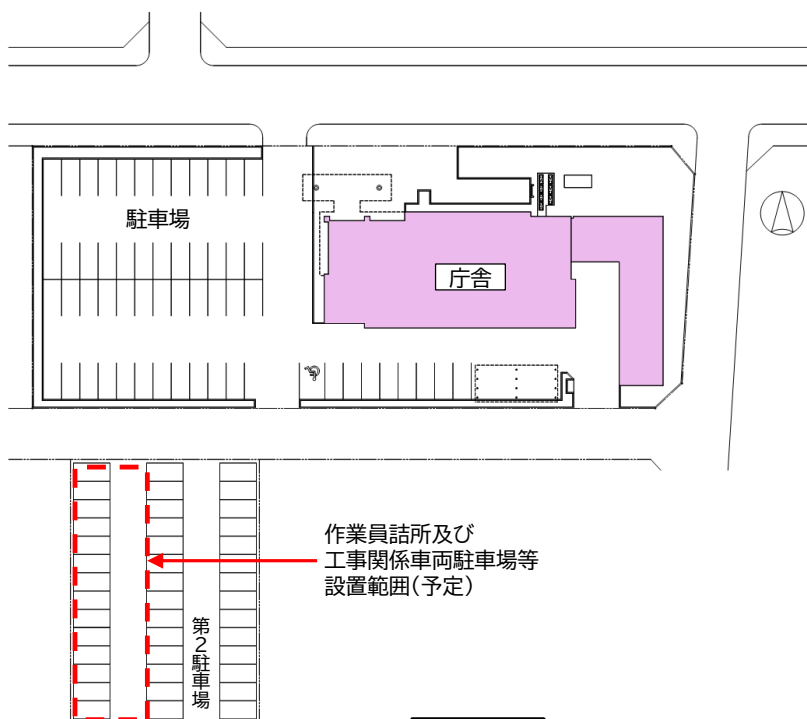 駐車場
庁舎
作業員詰所及び
工事関係車両駐車場等
設置範囲(予定)
第2駐車場